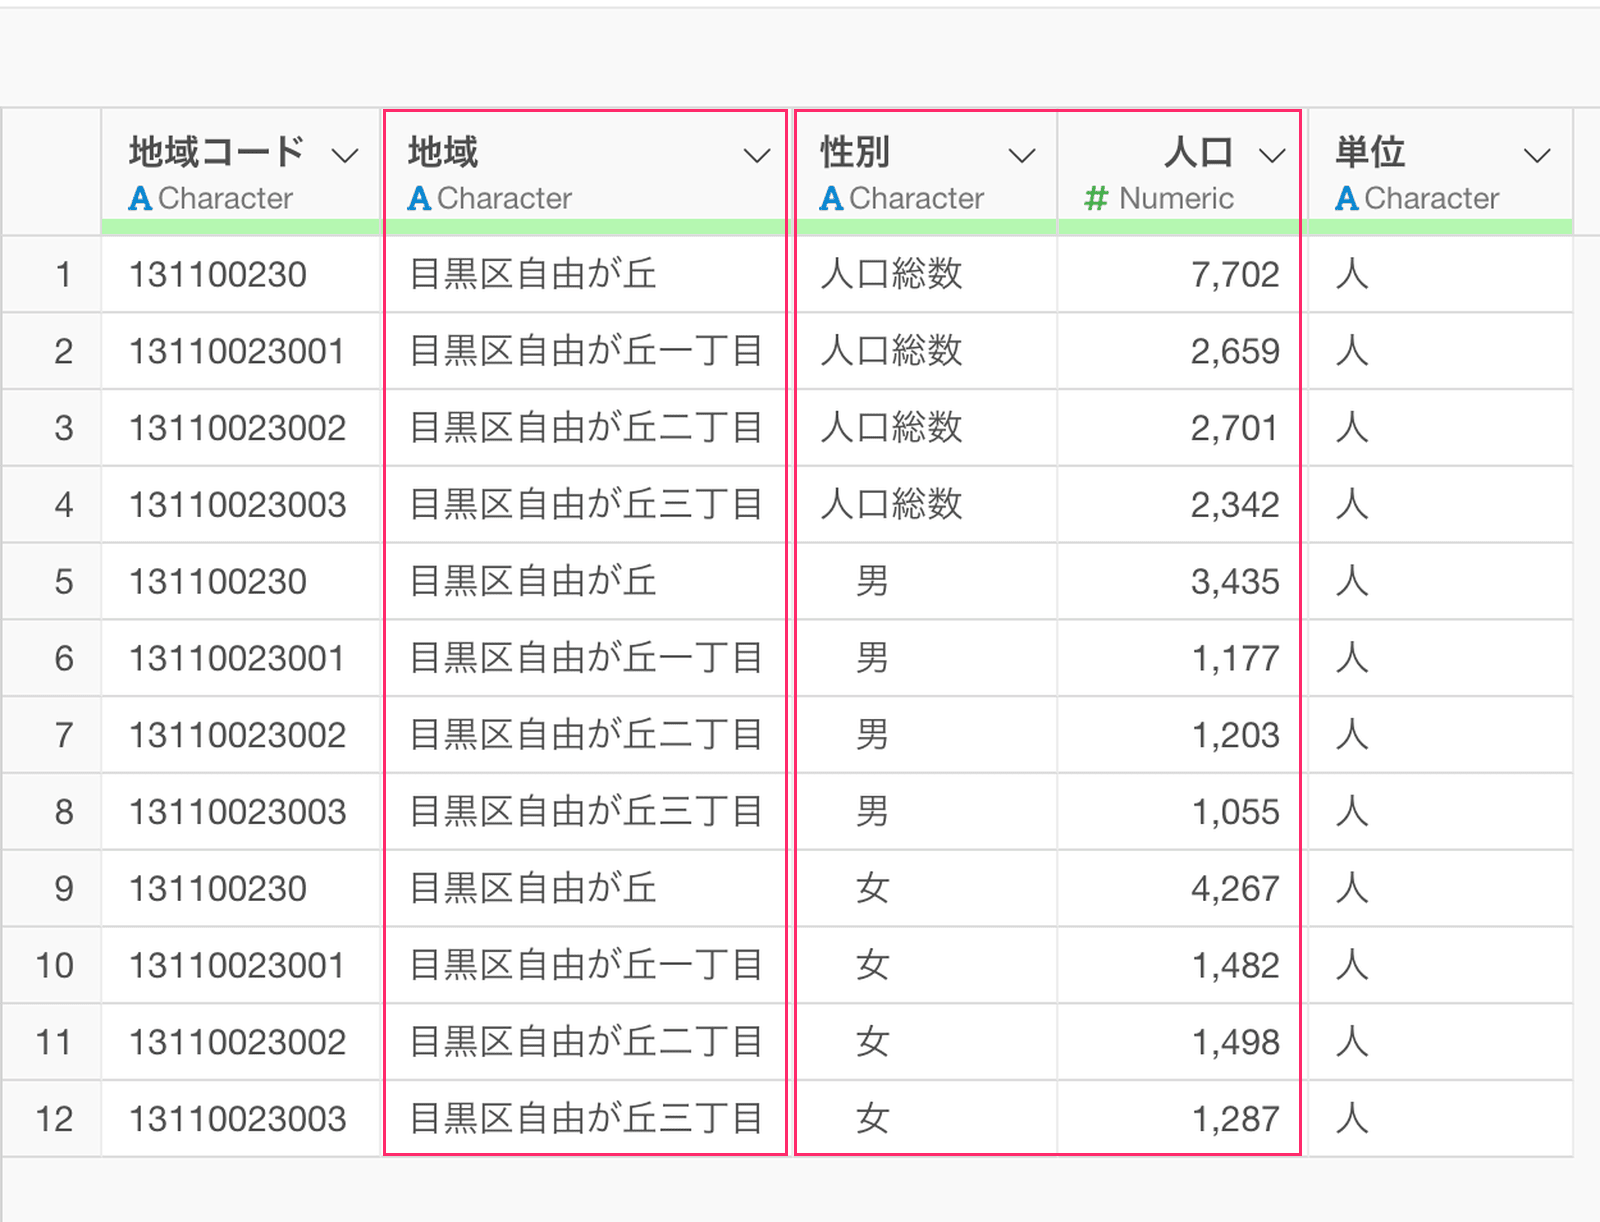 地域コード 地域 性別 人口 単位
A Character A Character A Character # Numeric A Character
1 131100230 目黒区自由が丘 人口総数 7,702 人
2 13110023001 目黒区自由が丘一丁目 人口総数 2,659 人
3 13110023002 目黒区自由が丘二丁目 人口総数 2,701 人
4 13110023003 目黒区自由が丘三丁目 人口総数 2,342 人
5 131100230 目黒区自由が丘 男 3,435 人
6 13110023001 目黒区自由が丘一丁目 男 1,177 人
7 13110023002 目黒区自由が丘二丁目 男 1,203 人
8 13110023003 目黒区自由が丘三丁目 男 1,055 人
9 131100230 目黒区自由が丘 女 4,267 人
10 13110023001 目黒区自由が丘一丁目 女 1,482 人
11 13110023002 目黒区自由が丘二丁目 女 1,498 人
12 13110023003 目黒区自由が丘三丁目 女 1,287 人